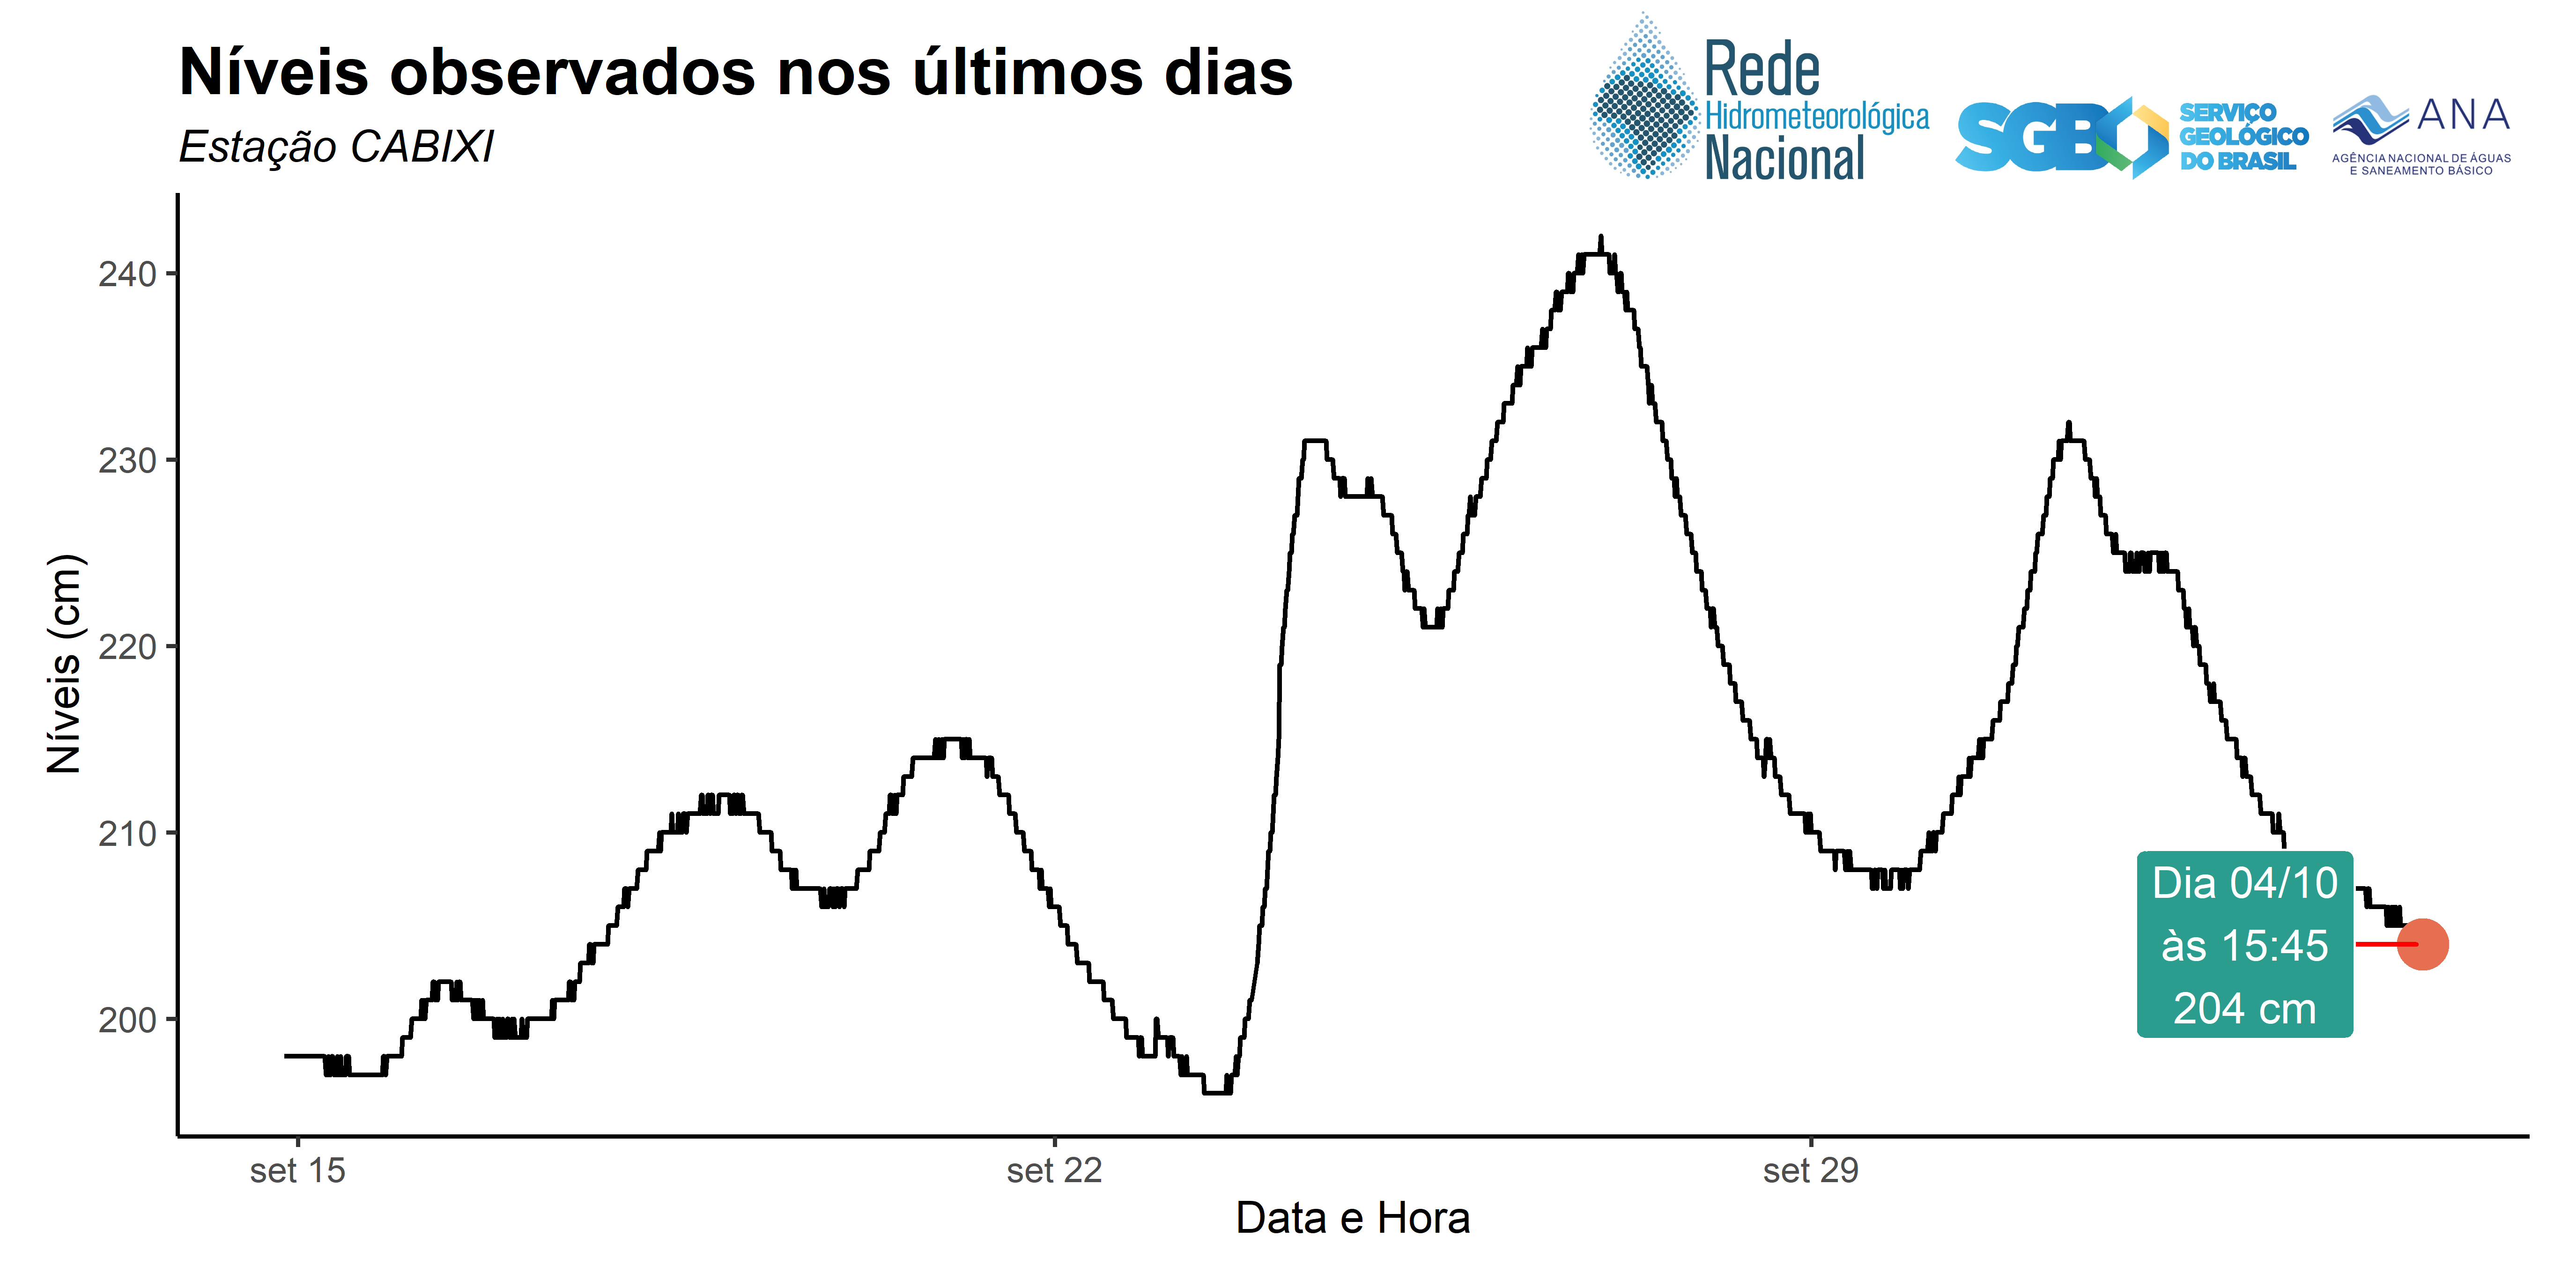 Níveis observados nos últimos dias
Estação CABIXI
Rede
Hidrometeorológica
Nacional
SGB
SERVIÇO
GEOLÓGICO
DO BRASIL
ANA
AGÊNCIA NACIONAL DE ÁGUAS
E SANEAMENTO BÁSICO
Níveis (cm)
240
230
220
210
200
Dia 04/10
às 15:45
204 cm
set 15
set 22
set 29
Data e Hora